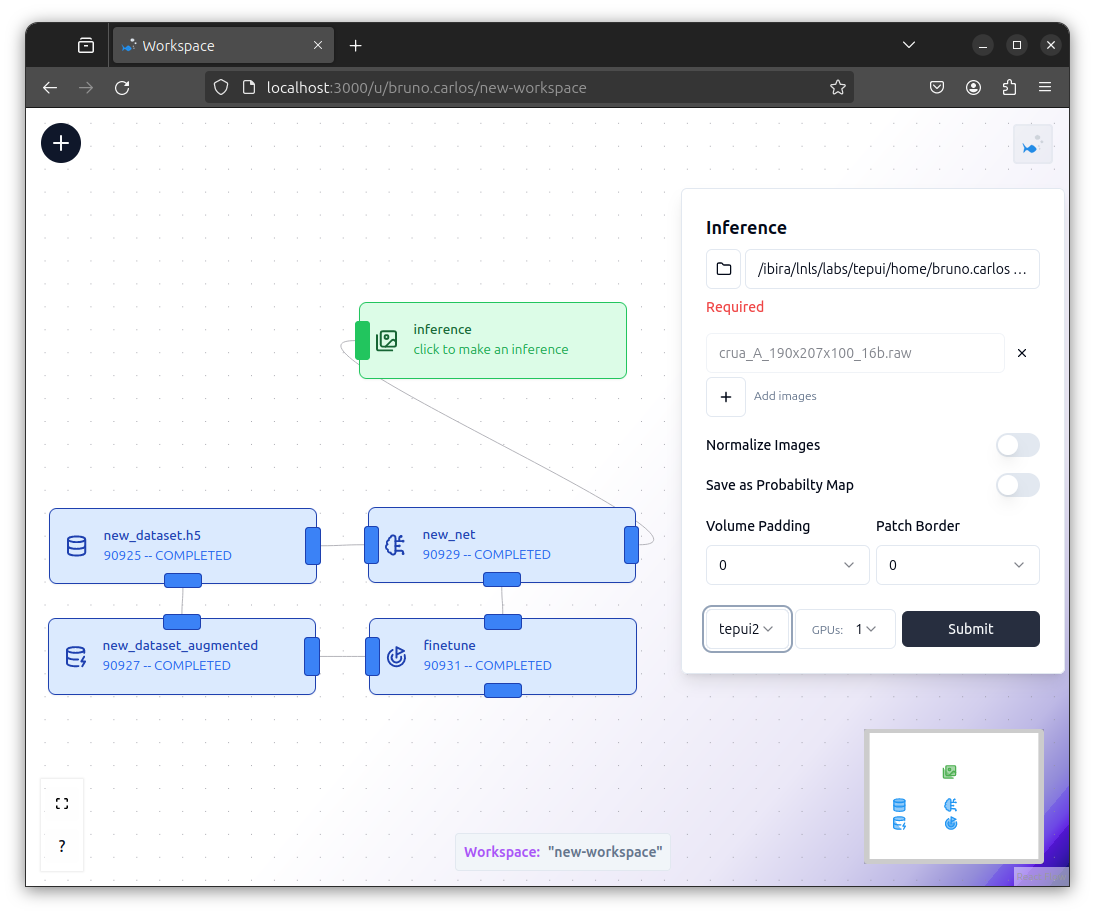 Workspace
localhost:3000/u/bruno.carlos/new-workspace
Inference
/ibira/lnls/labs/tepui/home/bruno.carlos ...
Required
crua_A_190x207x100_16b.raw
Add images
Normalize Images
Save as Probabilty Map
Volume Padding
Patch Border
0
0
tepui2
GPUs: 1
Submit
inference
click to make an inference
new_dataset.h5
90925 -- COMPLETED
new_net
90929 -- COMPLETED
new_dataset_augmented
90927 -- COMPLETED
finetune
90931 -- COMPLETED
?
Workspace: "new-workspace"